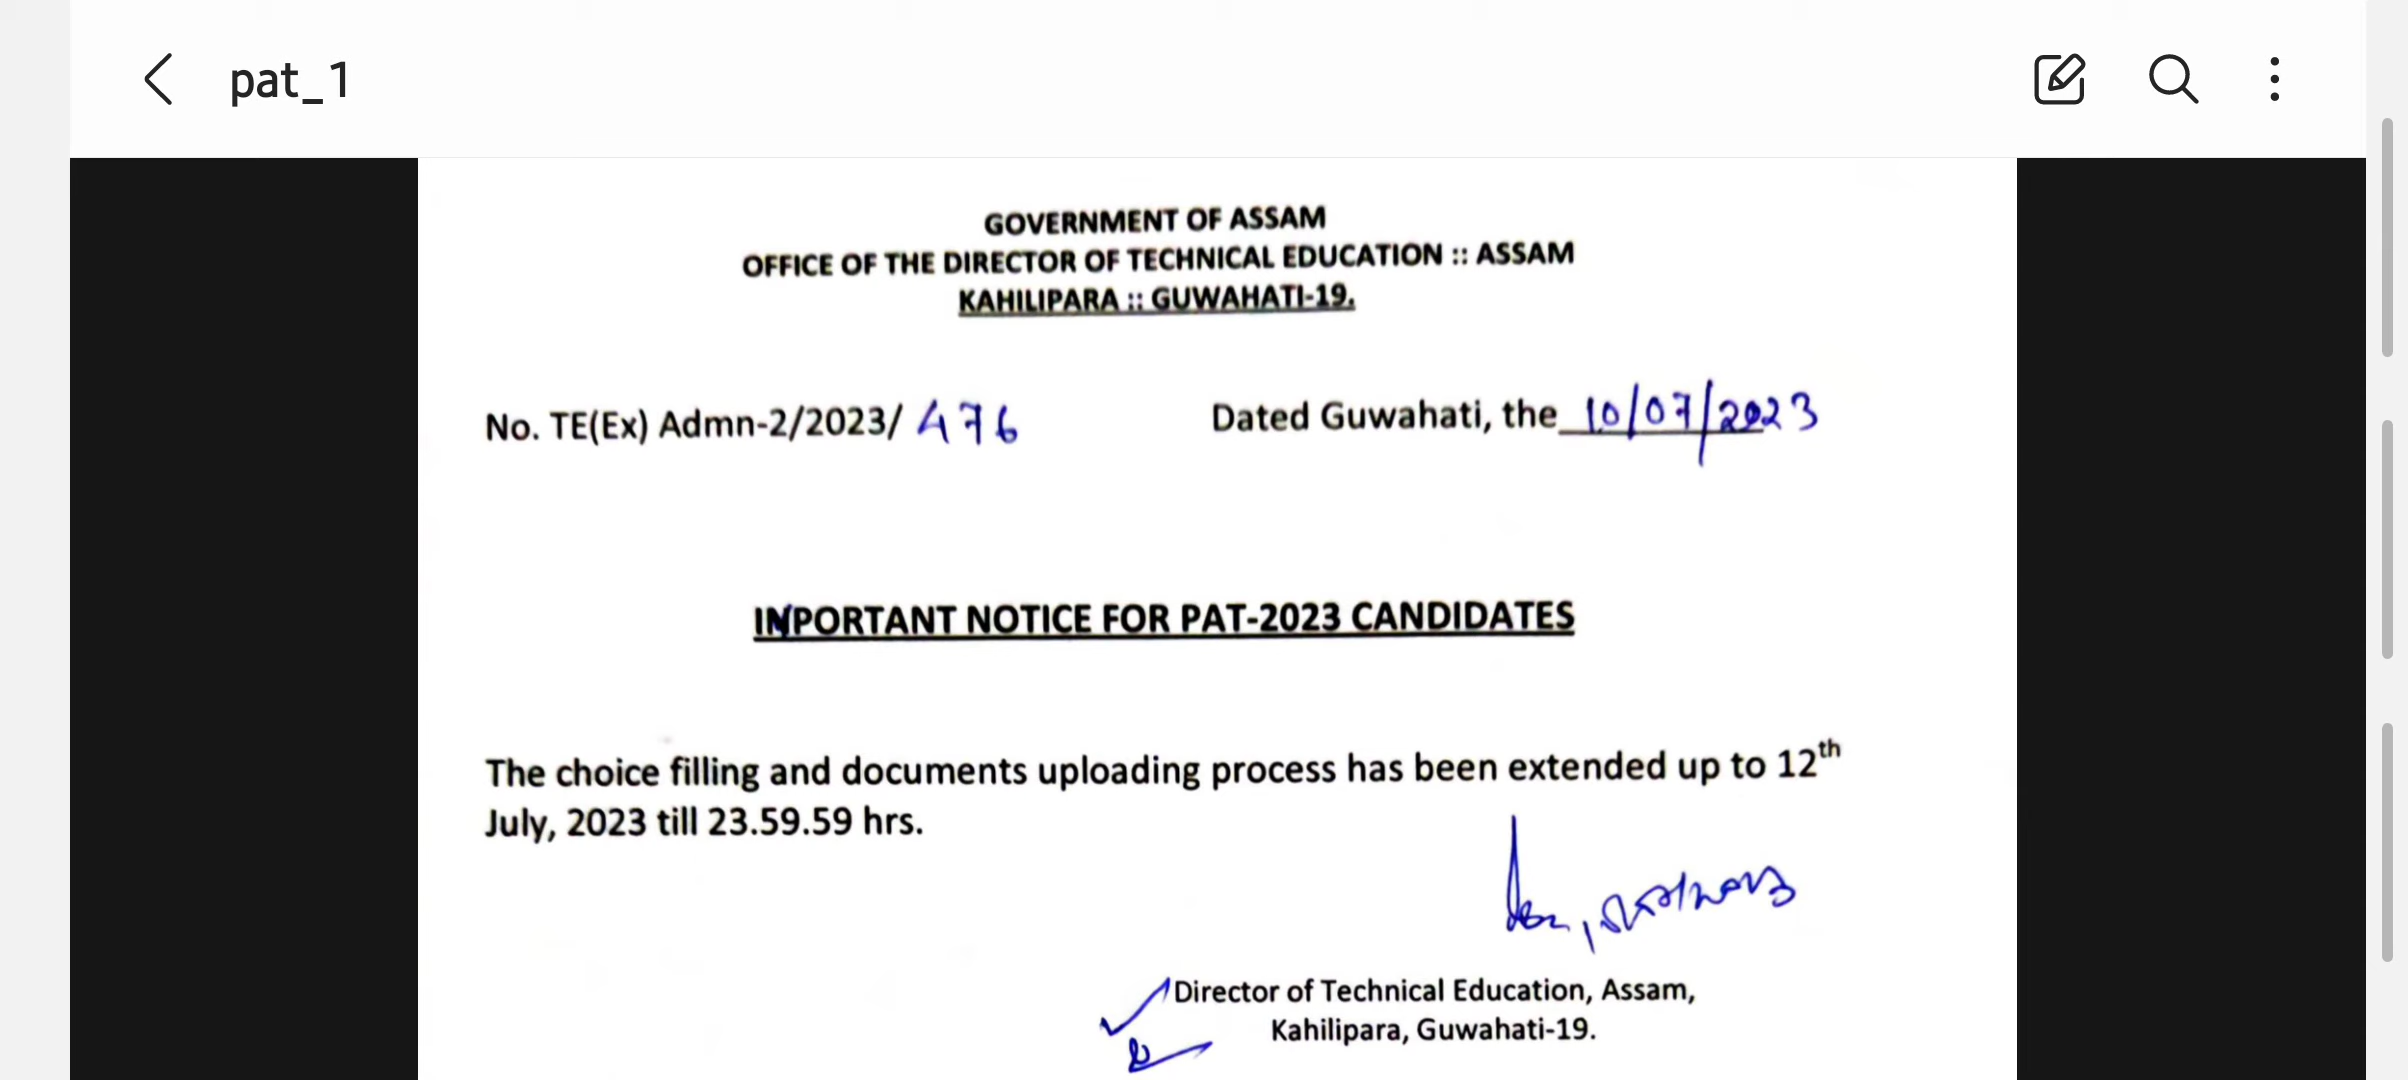 pat_1
GOVERNMENT OF ASSAM
OFFICE OF THE DIRECTOR OF TECHNICAL EDUCATION :: ASSAM
KAHILIPARA :: GUWAHATI-19.
No. TE(Ex) Admn-2/2023/ 476 Dated Guwahati, the 10/07/2023
INPORTANT NOTICE FOR PAT-2023 CANDIDATES
The choice filling and documents uploading process has been extended up to 12th
July, 2023 till 23.59.59 hrs.
Director of Technical Education, Assam,
Kahilipara, Guwahati-19.